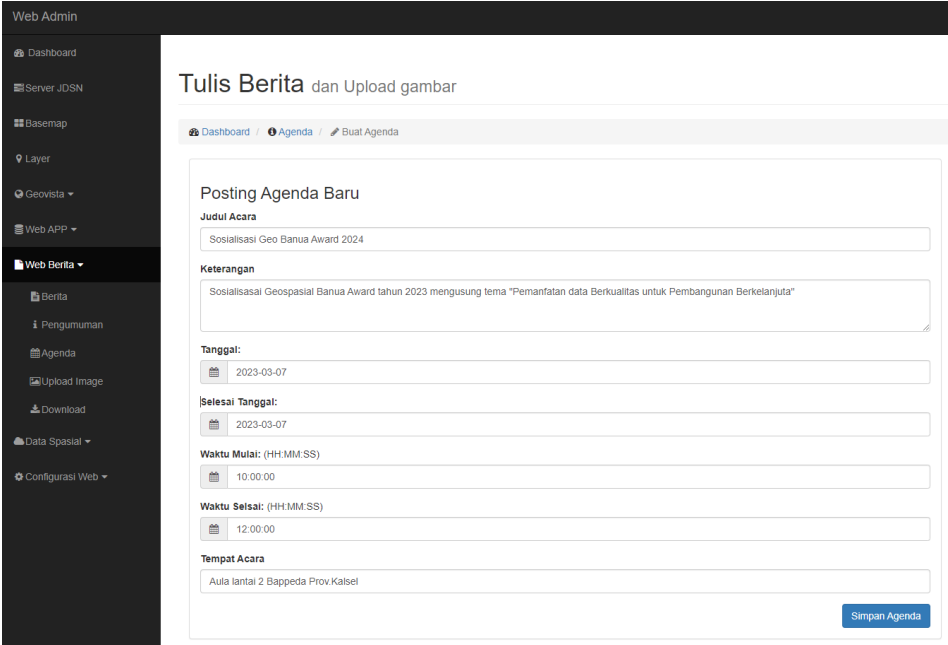 Web Admin
Dashboard
Server JDSN
Basemap
Layer
Geovista
Web APP
Web Berita
Berita
Pengumuman
Agenda
Upload Image
Download
Data Spasial
Configurasi Web
Tulis Berita dan Upload gambar
Dashboard / Agenda / Buat Agenda
Posting Agenda Baru
Judul Acara
Sosialisasi Geo Banua Award 2024
Keterangan
Sosialisasai Geospasial Banua Award tahun 2023 mengusung tema "Pemanfatan data Berkualitas untuk Pembangunan Berkelanjuta"
Tanggal:
2023-03-07
Selesai Tanggal:
2023-03-07
Waktu Mulai: (HH:MM:SS)
10:00:00
Waktu Selsai: (HH:MM:SS)
12:00:00
Tempat Acara
Aula lantai 2 Bappeda Prov.Kalsel
Simpan Agenda